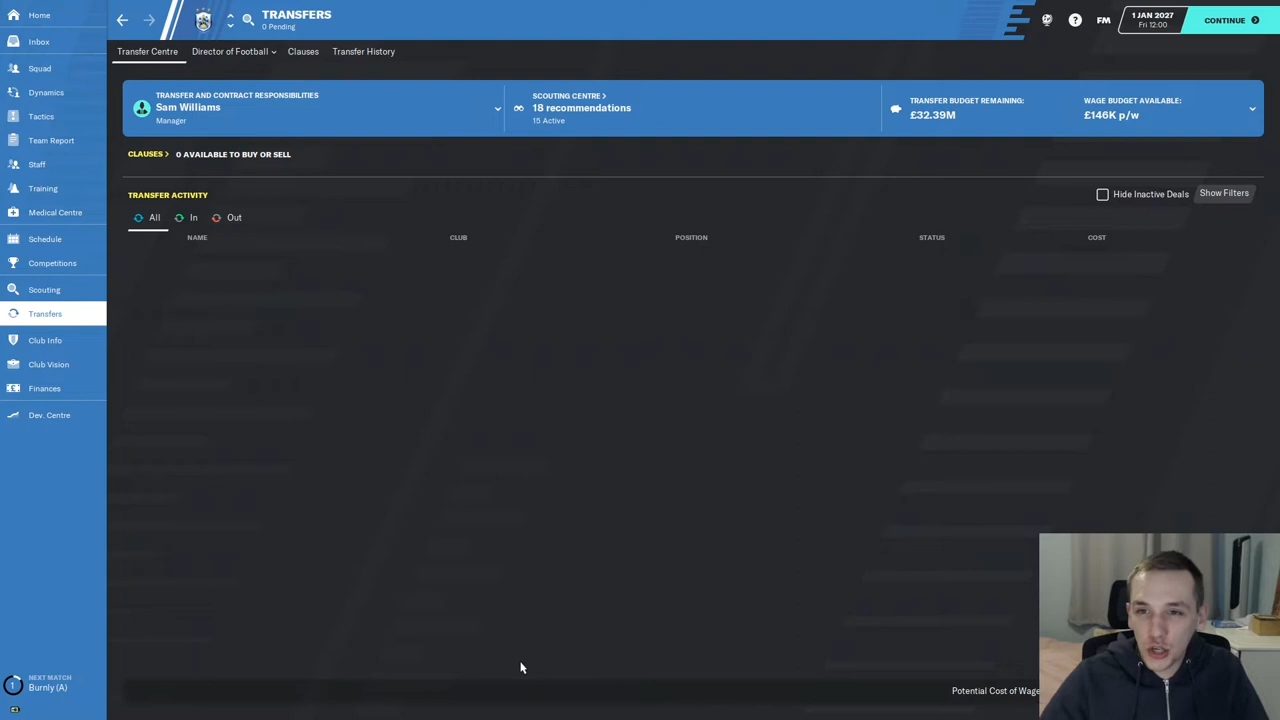 Home
Inbox
Squad
Dynamics
Tactics
Team Report
Staff
Training
Medical Centre
Schedule
Competitions
Scouting
Transfers
Club Info
Club Vision
Finances
Dev. Centre
NEXT MATCH
1
Burnly (A)
TRANSFERS
0 Pending
FM
1 JAN 2027
Fri 12:00
CONTINUE
Transfer Centre
Director of Football
Clauses
Transfer History
TRANSFER AND CONTRACT RESPONSIBILITIES
Sam Williams
Manager
SCOUTING CENTRE >
18 recommendations
15 Active
TRANSFER BUDGET REMAINING:
£32.39M
WAGE BUDGET AVAILABLE:
£146K p/w
CLAUSES > 0 AVAILABLE TO BUY OR SELL
TRANSFER ACTIVITY
Hide Inactive Deals
Show Filters
All In Out
NAME CLUB POSITION STATUS COST
Potential Cost of Wage